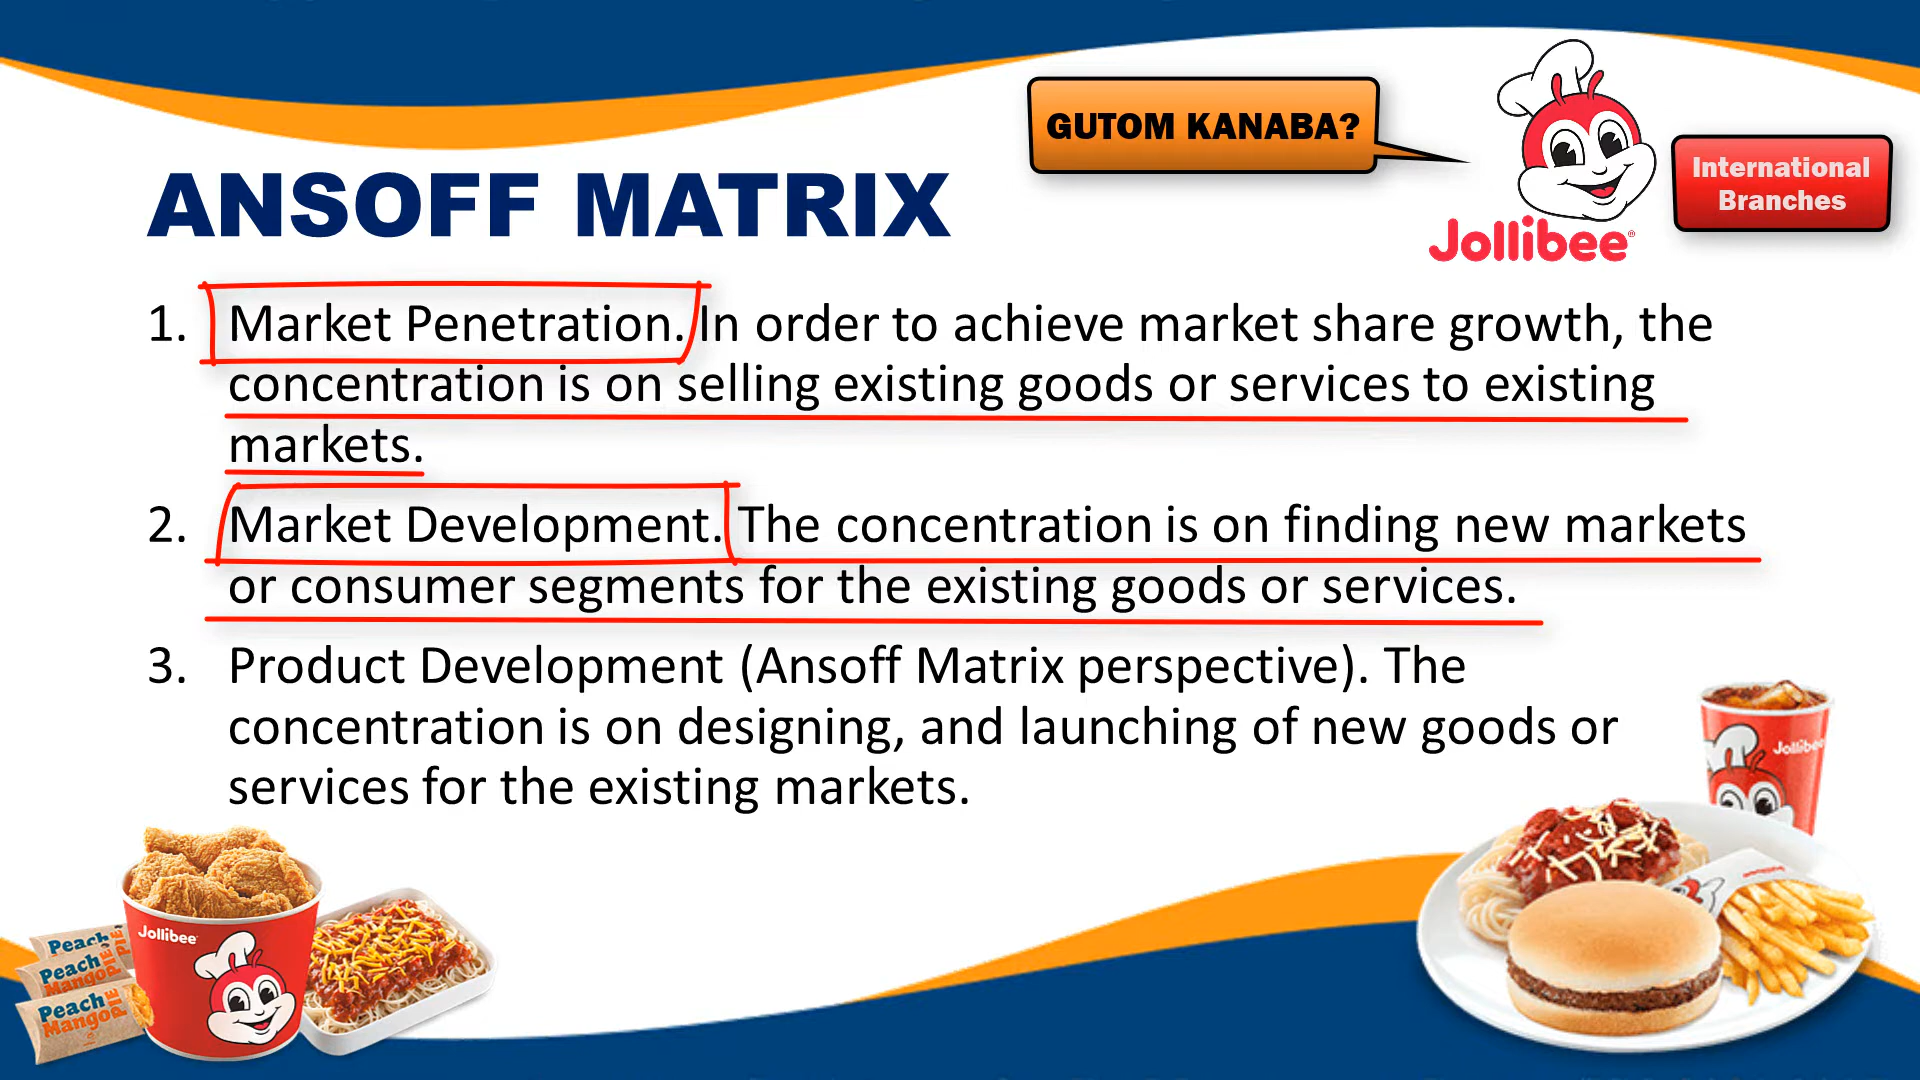 GUTOM KANABA?
International
Branches
Jollibee®
ANSOFF MATRIX
1. Market Penetration. In order to achieve market share growth, the
concentration is on selling existing goods or services to existing
markets.
2. Market Development. The concentration is on finding new markets
or consumer segments for the existing goods or services.
3. Product Development (Ansoff Matrix perspective). The
concentration is on designing, and launching of new goods or
services for the existing markets.
Jollibee
Jollibee
Peach
Peach
Mango
PIE
Peach
Mango
PIE